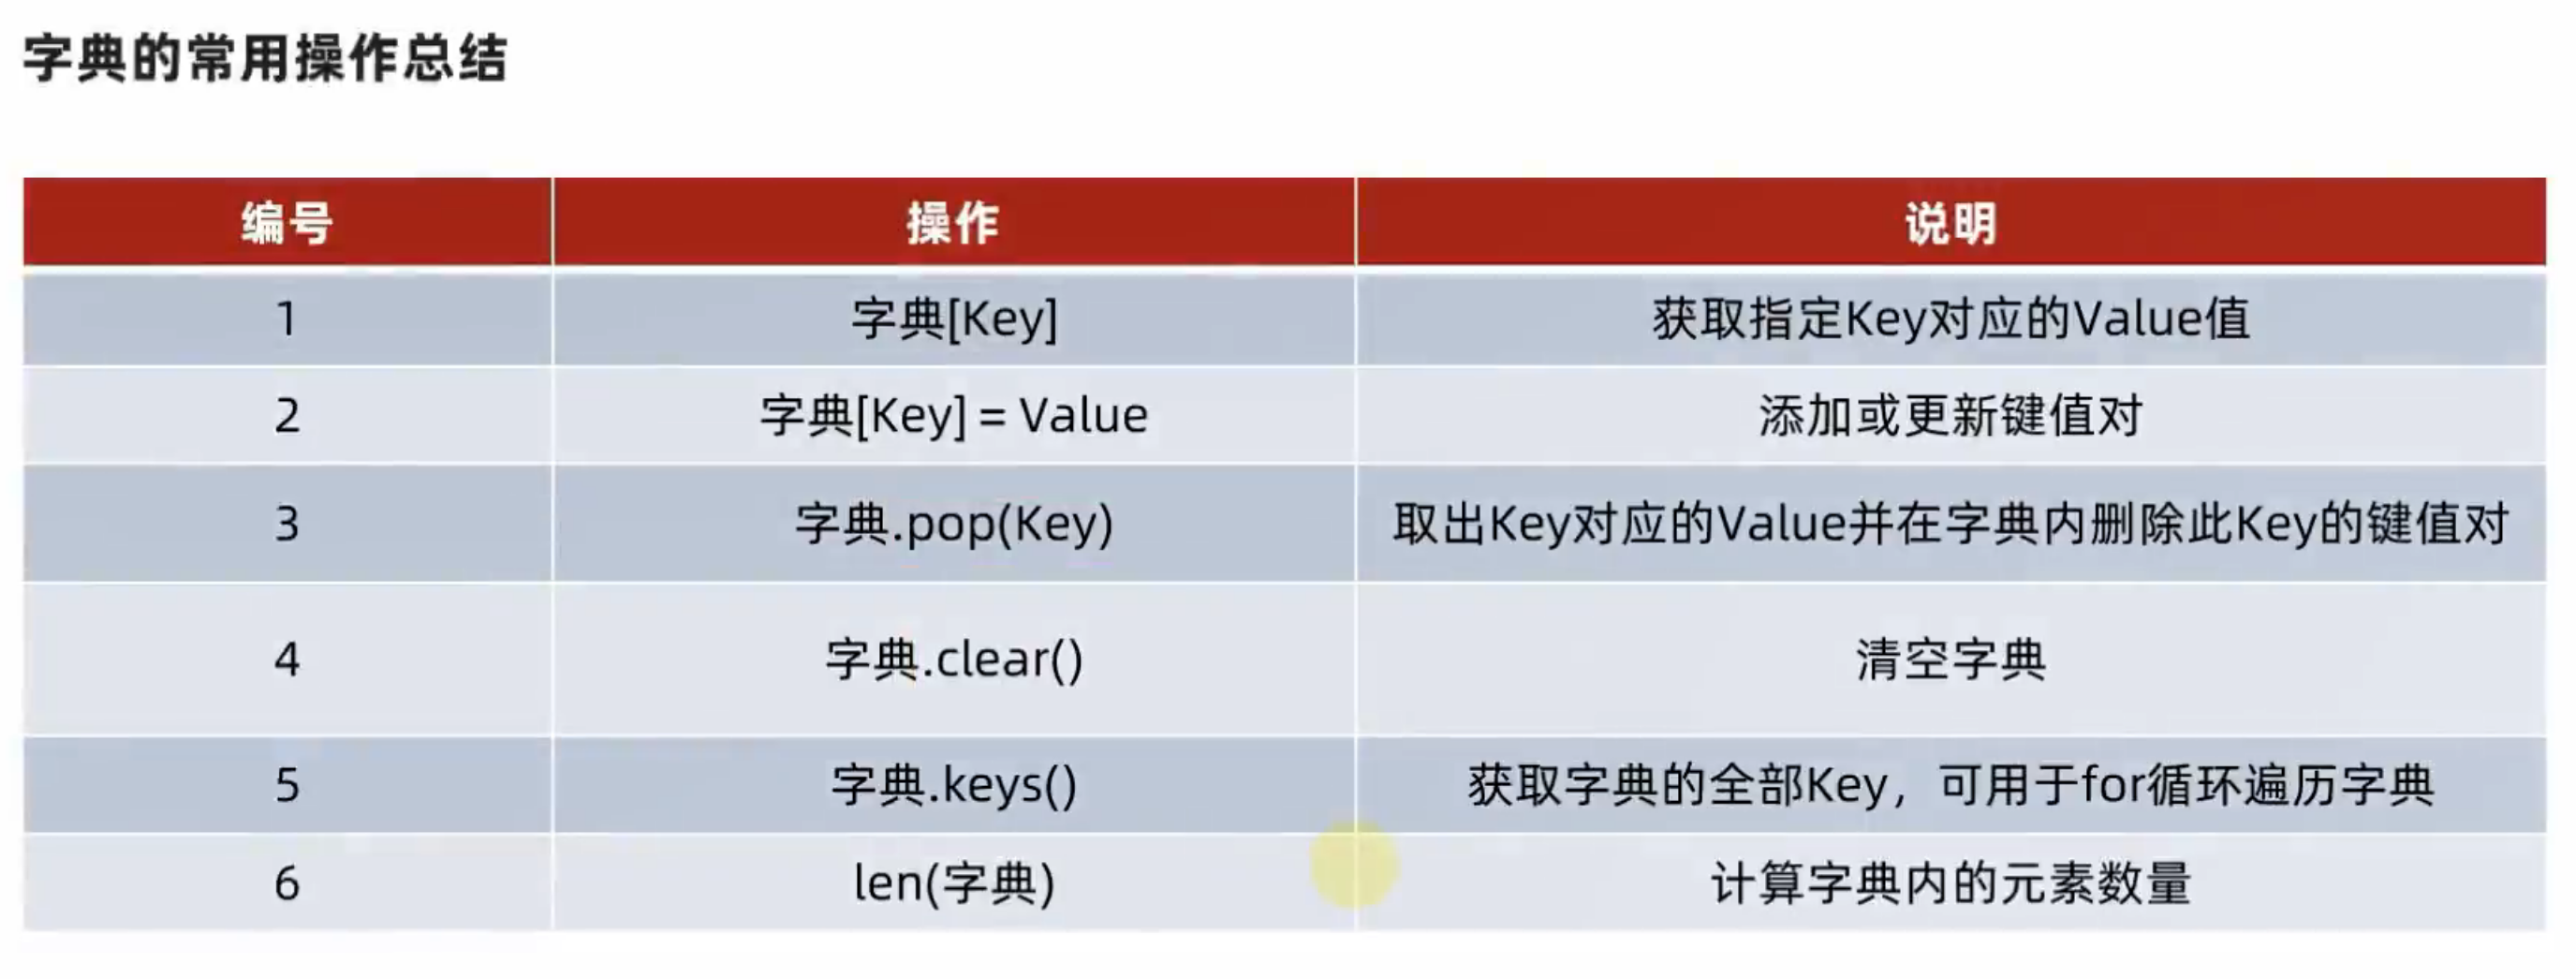 字典的常用操作总结
编号 操作 说明
1 字典[Key] 获取指定Key对应的Value值
2 字典[Key] = Value 添加或更新键值对
3 字典.pop(Key) 取出Key对应的Value并在字典内删除此Key的键值对
4 字典.clear() 清空字典
5 字典.keys() 获取字典的全部Key，可用于for循环遍历字典
6 len(字典) 计算字典内的元素数量